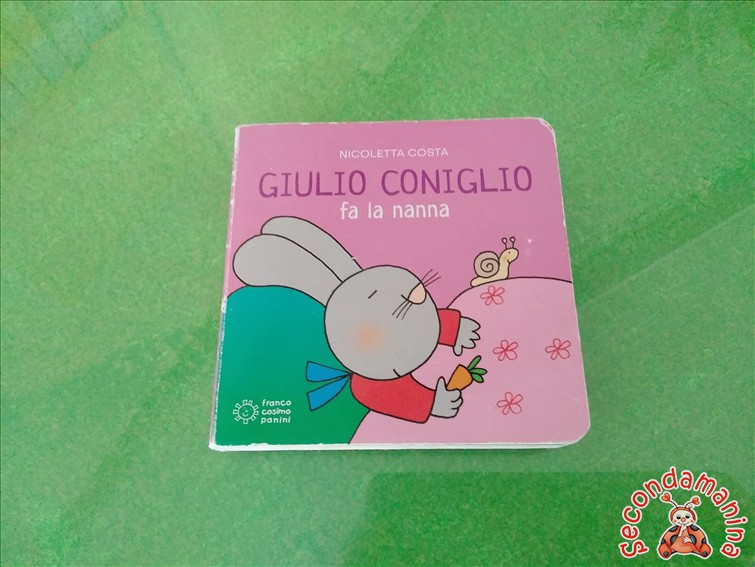 NICOLETTA COSTA
GIULIO CONIGLIO
fa la nanna
franco
cosimo
panini
secondamanina